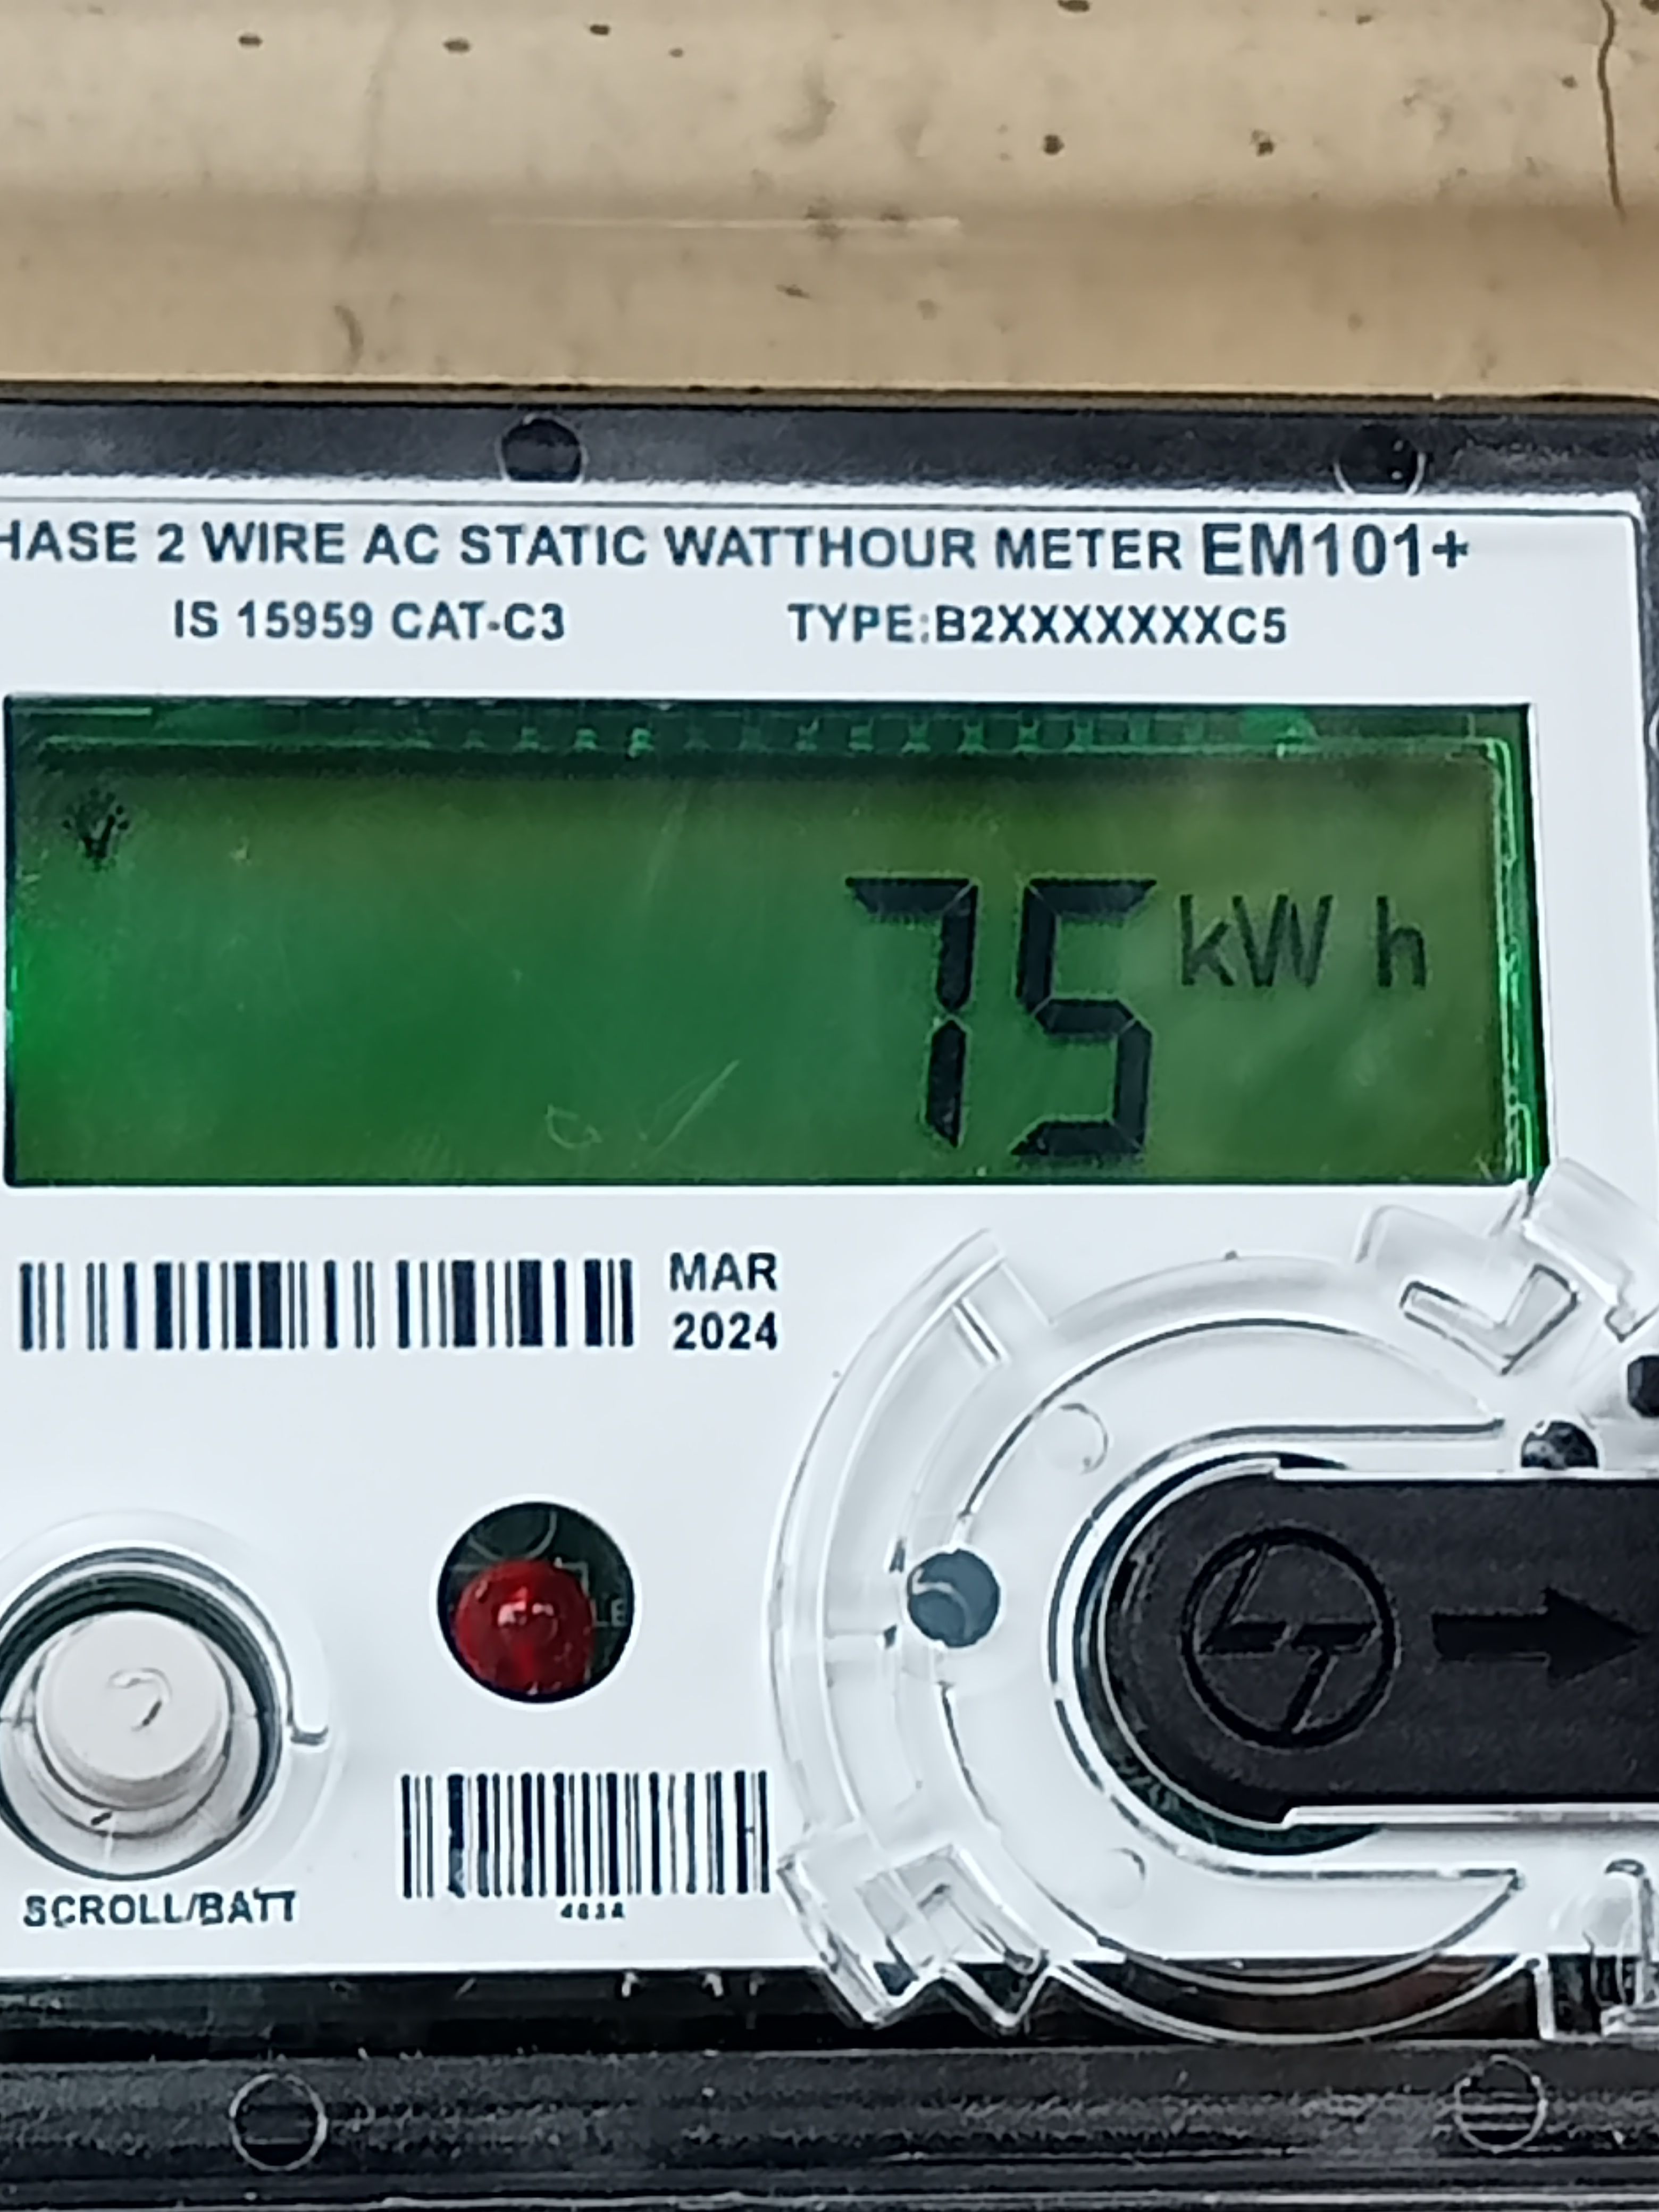 HASE 2 WIRE AC STATIC WATTHOUR METER EM101+
IS 15959 CAT-C3 TYPE:B2XXXXXXXC5
75 kW h
MAR
2024
SCROLL/BATT